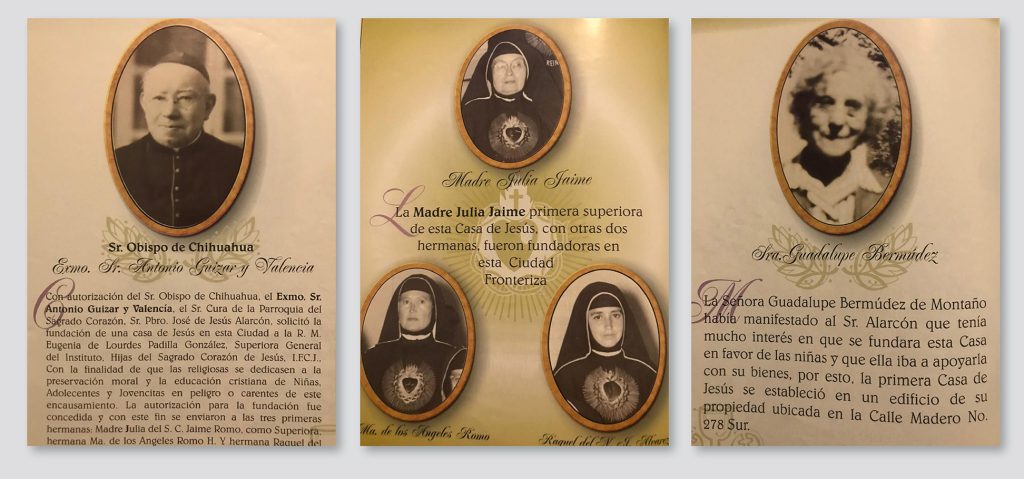 Sr. Obispo de Chihuahua
Exmo. Sr. Antonio Guizar y Valencia
Con autorización del Sr. Obispo de Chihuahua, el Exmo. Sr.
Antonio Guizar y Valencía, el Sr. Cura de la Parroquia del
Sagrado Corazón, Sr. Pbro. José de Jesús Alarcón, solicitó la
fundación de una casa de Jesús en esta Ciudad a la R. M.
Eugenia de Lourdes Padilla González, Superiora General
del Instituto, Hijas del Sagrado Corazón de Jesús, I.F.C.J..
Con la finalidad de que las religiosas se dedicasen a la
preservación moral y la educación cristiana de Niñas,
Adolecentes y Jovencitas en peligro o carentes de este
encausamiento. La autorización para la fundación fue
concedida y con este fin se enviaron a las tres primeras
hermanas: Madre Julia del S. C. Jaime Romo, como Superiora,
hermana Ma. de los Angeles Romo H. Y hermana Raquel del
REIN
Madre Julia Jaime
La Madre Julia Jaime primera superiora
de esta Casa de Jesús, con otras dos
hermanas, fueron fundadoras en
esta Ciudad
Fronteriza
Ma. de los Angeles Romo
Raquel del N. J. Alvarez
Sra. Guadalupe Bermúdez
La Señora Guadalupe Bermúdez de Montaño
había manifestado al Sr. Alarcón que tenía
mucho interés en que se fundara esta Casa
en favor de las niñas y que ella iba a apoyarla
con su bienes, por esto, la primera Casa de
Jesús se estableció en un edificio de su
propiedad ubicada en la Calle Madero No.
278 Sur.